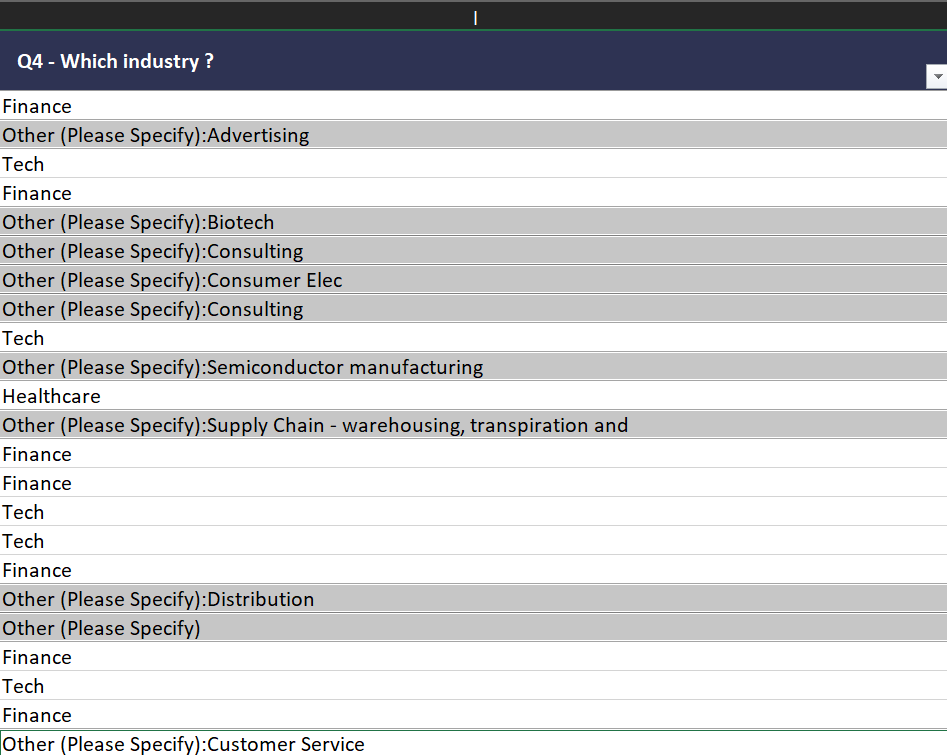 I
Q4 - Which industry ?
Finance
Other (Please Specify):Advertising
Tech
Finance
Other (Please Specify):Biotech
Other (Please Specify):Consulting
Other (Please Specify):Consumer Elec
Other (Please Specify):Consulting
Tech
Other (Please Specify):Semiconductor manufacturing
Healthcare
Other (Please Specify):Supply Chain - warehousing, transpiration and
Finance
Finance
Tech
Tech
Finance
Other (Please Specify):Distribution
Other (Please Specify)
Finance
Tech
Finance
Other (Please Specify):Customer Service